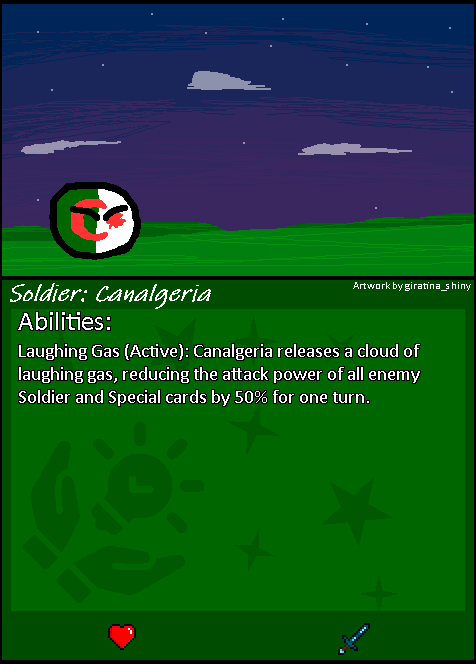 Soldier: Canalgeria
Artwork by giratina_shiny
Abilities:
Laughing Gas (Active): Canalgeria releases a cloud of
laughing gas, reducing the attack power of all enemy
Soldier and Special cards by 50% for one turn.